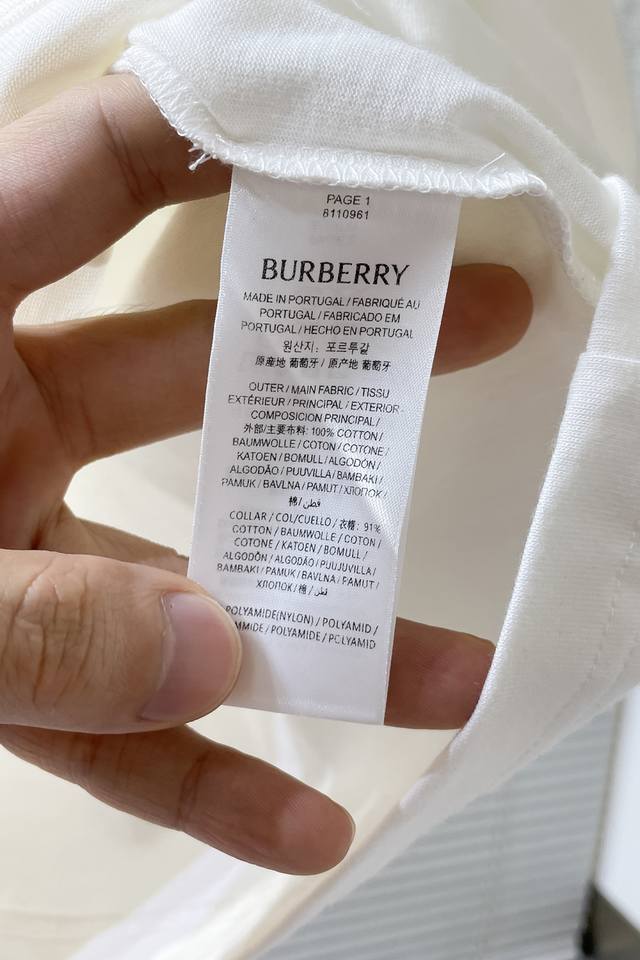 PAGE 1
8110961
BURBERRY
MADE IN PORTUGAL / FABRIQUÉ AU
PORTUGAL / FABRICADO EM
PORTUGAL / HECHO EN PORTUGAL
원산지: 포르투갈
原産地 葡萄牙 / 原产地 葡萄牙
OUTER / MAIN FABRIC / TISSU
EXTÉRIEUR / PRINCIPAL / EXTERIOR -
COMPOSICION PRINCIPAL /
外部/主要布料: 100% COTTON /
BAUMWOLLE / COTON / COTONE /
KATOEN / BOMULL / ALGODÓN /
ALGODÃO / PUUVILLA / BAMBAKI /
PAMUK / BAVLNA / PAMUT / ХЛОПОК /
棉 / قطن /
COLLAR / COL/CUELLO / 衣領: 91%
COTTON / BAUMWOLLE / COTON /
COTONE / KATOEN / BOMULL /
ALGODÓN / ALGODÃO / PUUJUVILLA /
BAMBAKI / PAMUK / BAVLNA / PAMUT /
ХЛОПОК / 棉 / قطن
POLYAMIDE(NYLON) / POLYAMID /
MMIDE / POLYAMIDE / POLYAMID